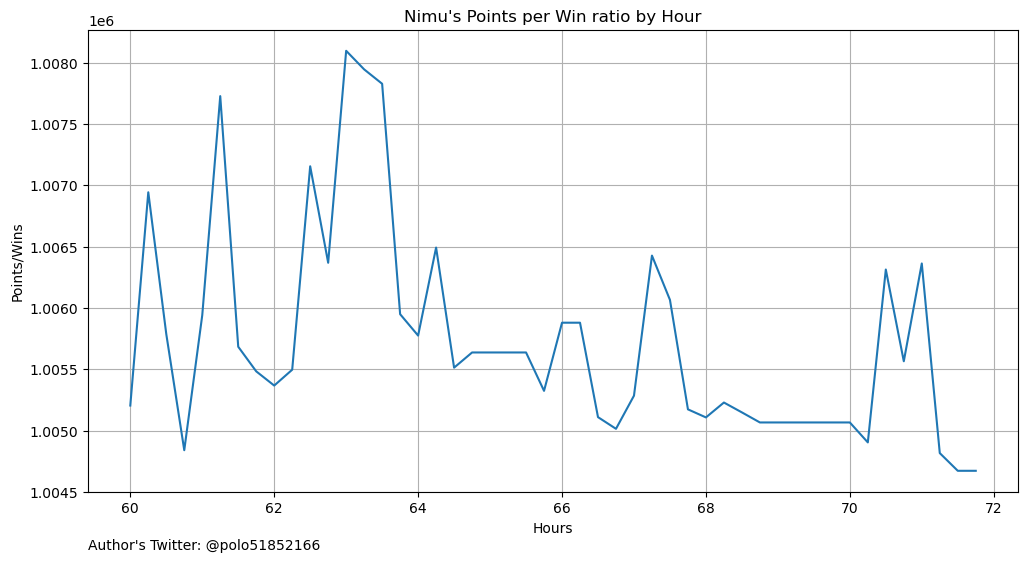 Nimu's Points per Win ratio by Hour
1e6
1.0080
1.0075
1.0070
1.0065
1.0060
1.0055
1.0050
1.0045
Points/Wins
60 62 64 66 68 70 72
Hours
Author's Twitter: @polo51852166